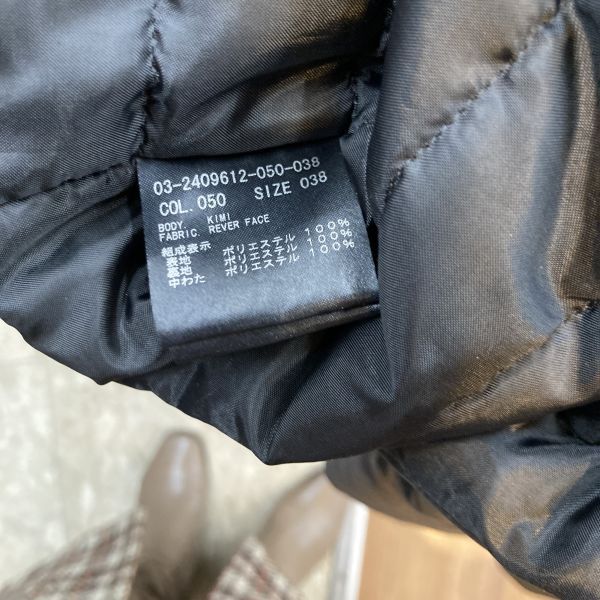 03-2409612-050-038
COL. 050 SIZE 038
BODY. KIMI
FABRIC. REVER FACE
組成表示
表地 ポリエステル 100%
裏地 ポリエステル 100%
中わた ポリエステル 100%